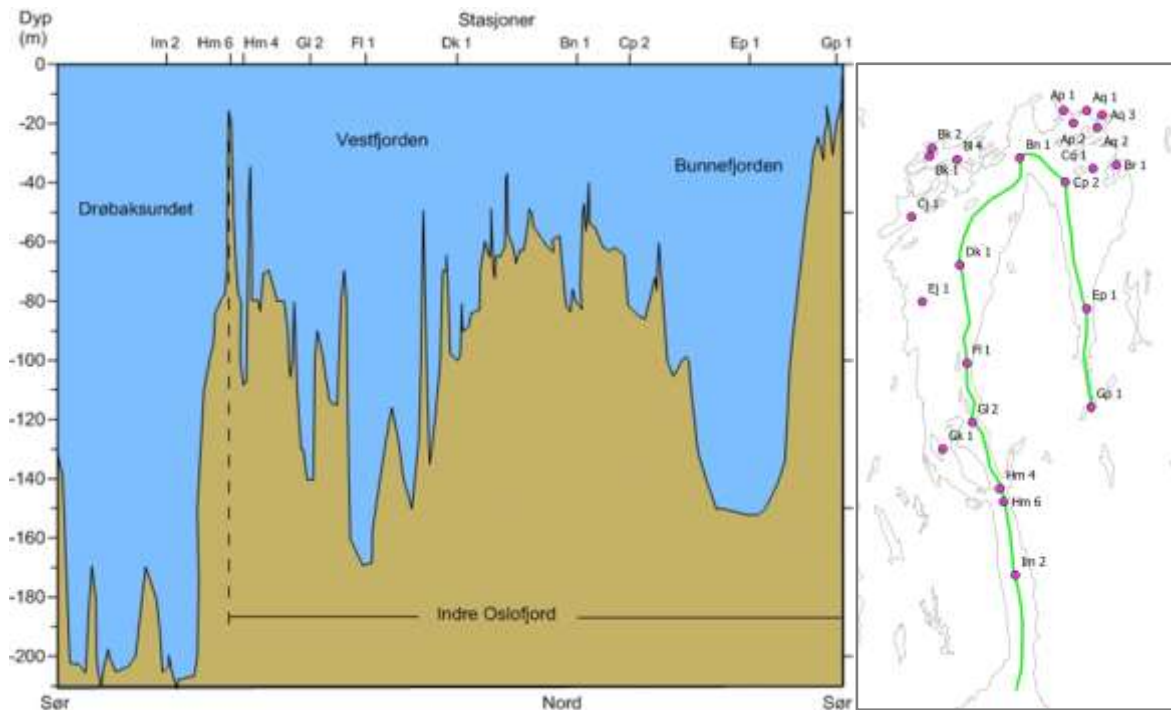 Dyp
(m)
Stasjoner
Im 2 Hm 6 Hm 4 Gl 2 Fl 1 Dk 1 Bn 1 Cp 2 Ep 1 Gp 1
0
-20
-40
-60
-80
-100
-120
-140
-160
-180
-200
Vestfjorden
Bunnefjorden
Drøbaksundet
Indre Oslofjord
Sør Nord Sør
Ap 1 Aq 1
Aq 3
Ap 2 Aq 2
Bk 2
Bl 4
Bn 1
Cq 1
Br 1
Bk 1
Cp 2
Cj 1
Dk 1
Ej 1
Ep 1
Fl 1
Gp 1
Gl 2
Gk 1
Hm 4
Hm 6
Im 2